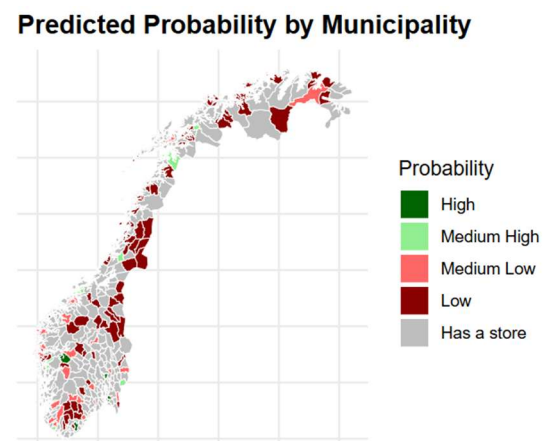 Predicted Probability by Municipality
Probability
High
Medium High
Medium Low
Low
Has a store